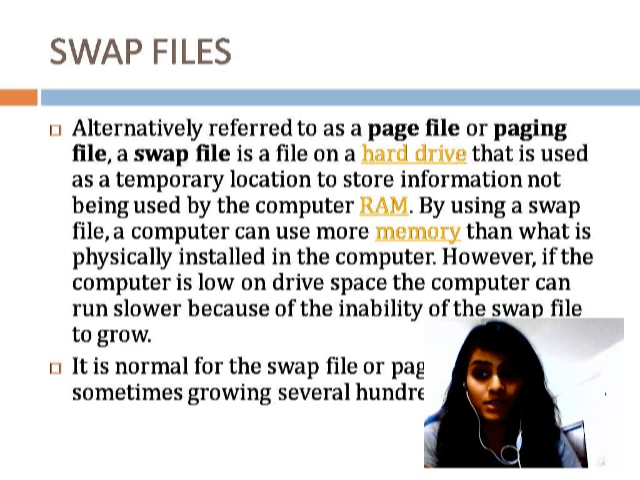 SWAP FILES
Alternatively referred to as a page file or paging
file, a swap file is a file on a hard drive that is used
as a temporary location to store information not
being used by the computer RAM. By using a swap
file, a computer can use more memory than what is
physically installed in the computer. However, if the
computer is low on drive space the computer can
run slower because of the inability of the swap file
to grow.
It is normal for the swap file or
sometimes growing several